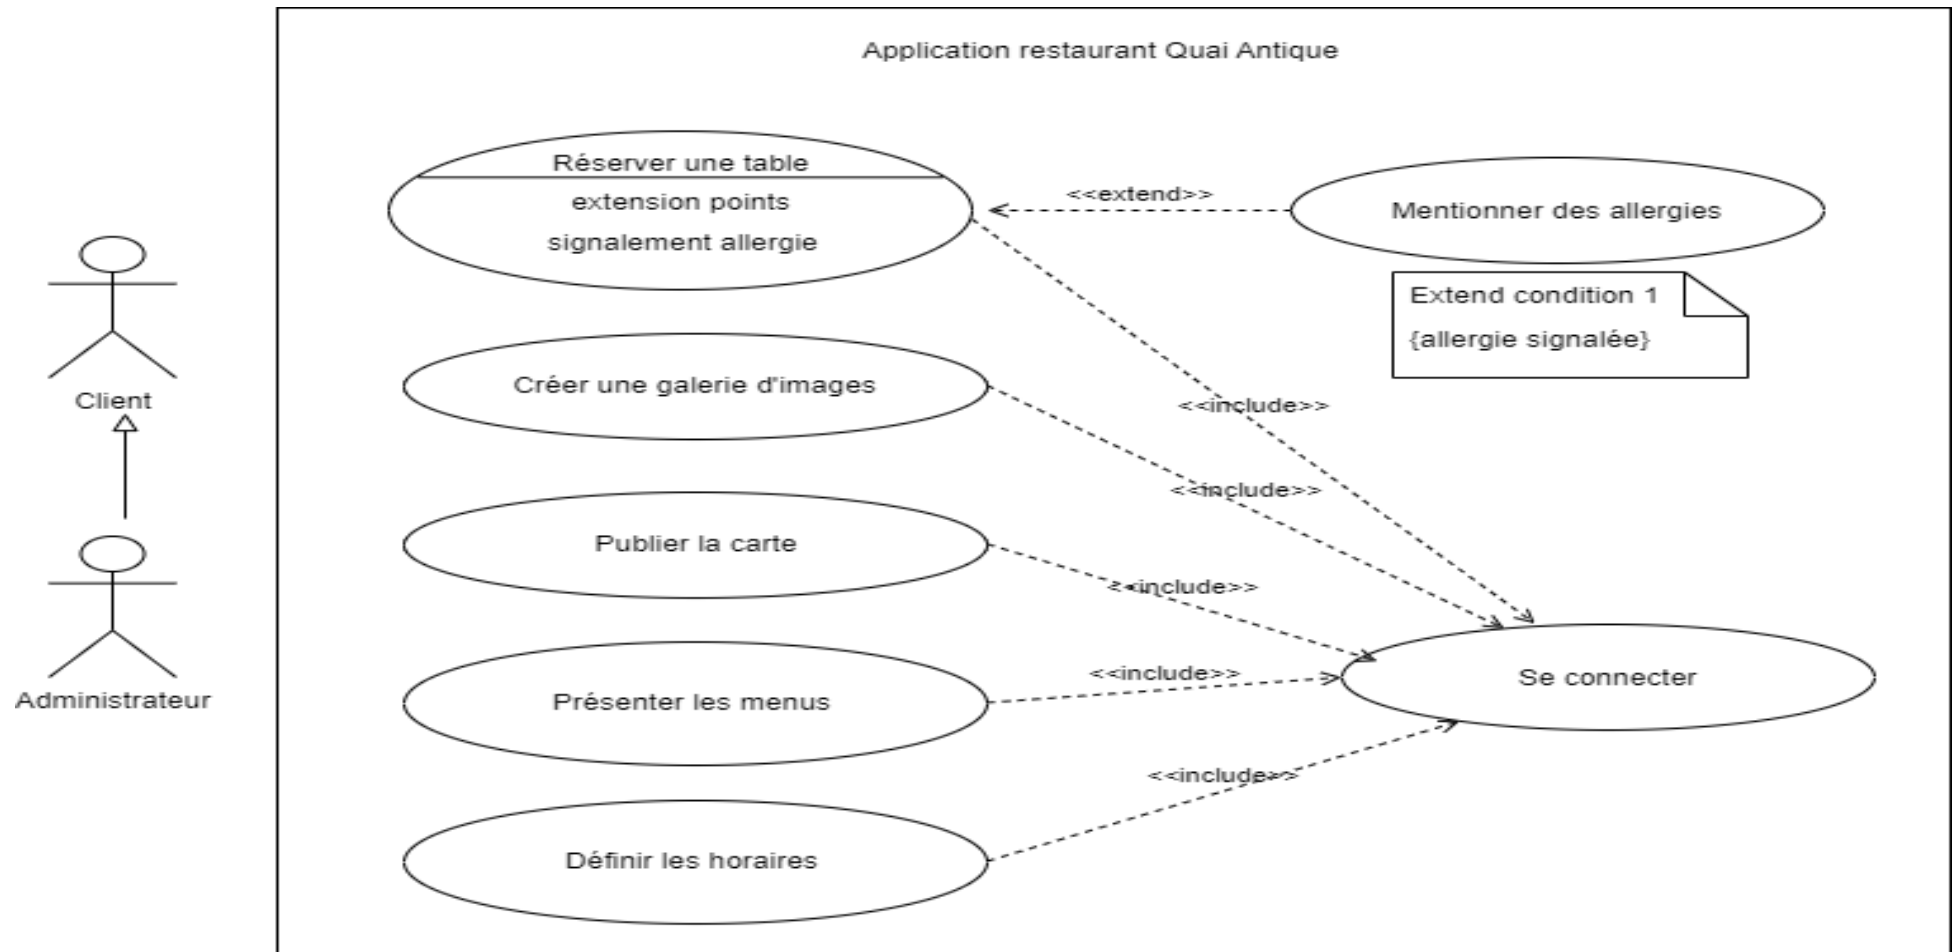 Application restaurant Quai Antique
Réserver une table
extension points
signalement allergie
<<extend>>
Mentionner des allergies
Extend condition 1
{allergie signalée}
Client
Créer une galerie d'images
<<include>>
<<include>>
Publier la carte
<<include>>
Administrateur
Présenter les menus
<<include>>
Se connecter
<<include>>
Définir les horaires